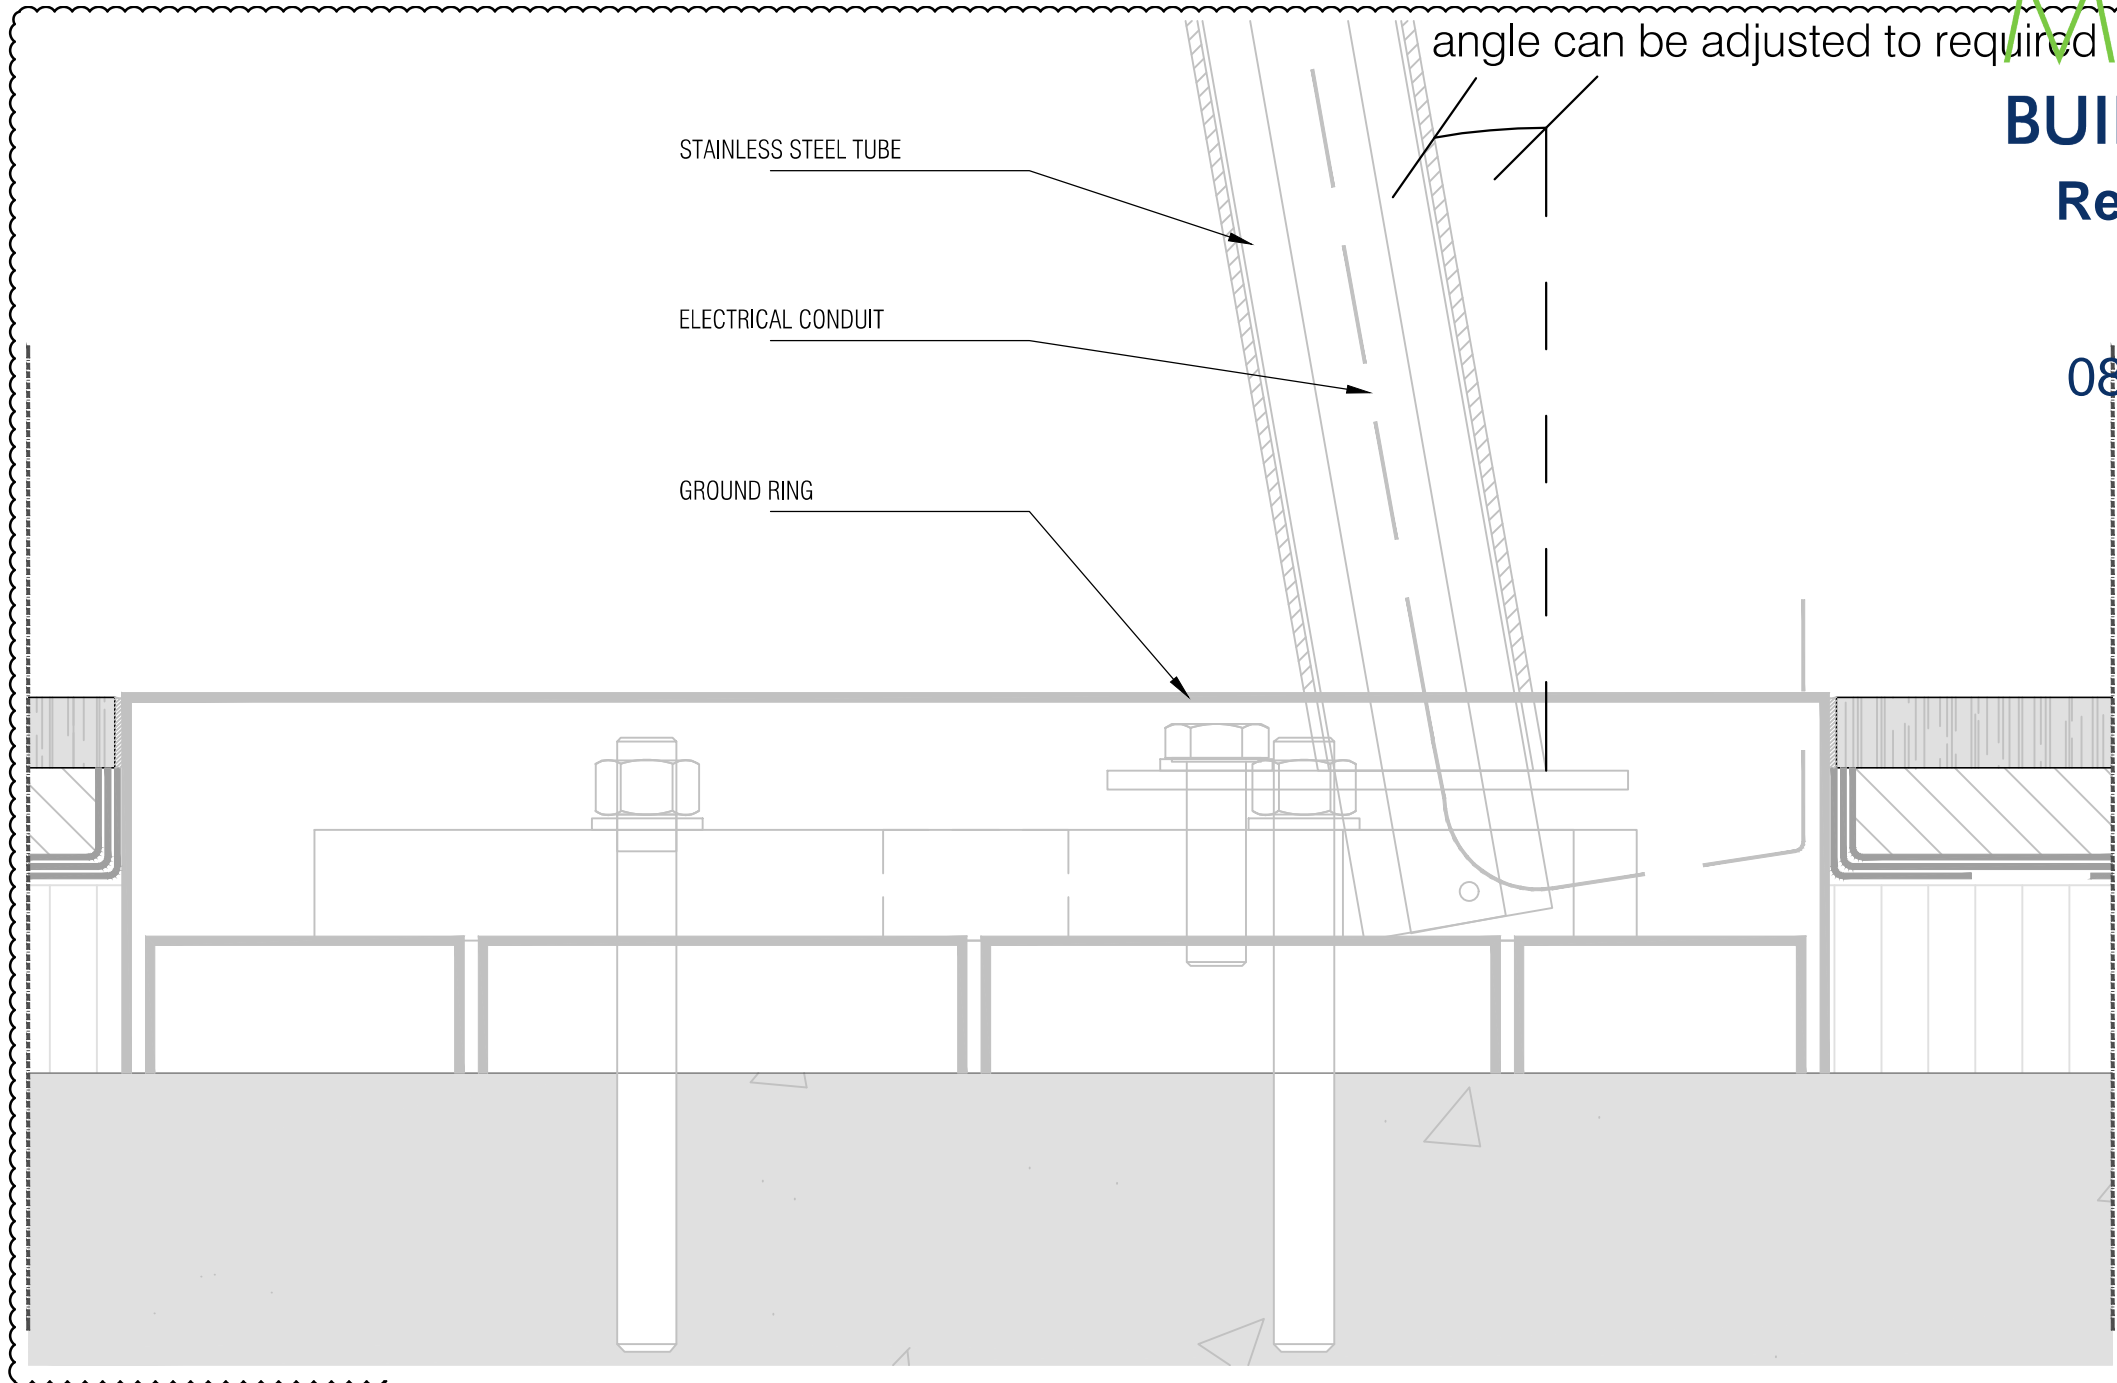 angle can be adjusted to required
STAINLESS STEEL TUBE
ELECTRICAL CONDUIT
GROUND RING
BUI
Re
08